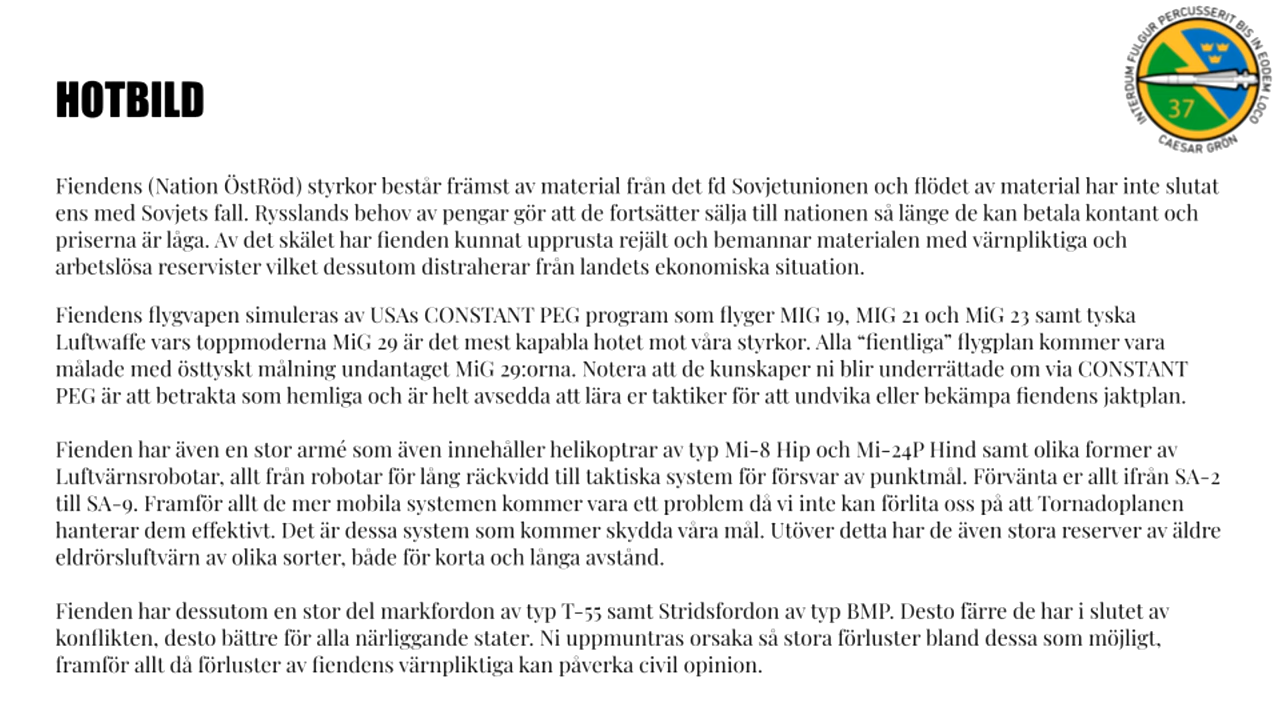 INTERDUM FULGUR PERCUSSERIT BIS IN EODEM LOCO
37
CAESAR GRÖN
HOTBILD
Fiendens (Nation ÖstRöd) styrkor består främst av material från det fd Sovjetunionen och flödet av material har inte slutat
ens med Sovjets fall. Rysslands behov av pengar gör att de fortsätter sälja till nationen så länge de kan betala kontant och
priserna är låga. Av det skälet har fienden kunnat upprusta rejält och bemannar materialen med värnpliktiga och
arbetslösa reservister vilket dessutom distraherar från landets ekonomiska situation.
Fiendens flygvapen simuleras av USAs CONSTANT PEG program som flyger MIG 19, MIG 21 och MiG 23 samt tyska
Luftwaffe vars toppmoderna MiG 29 är det mest kapabla hotet mot våra styrkor. Alla “fientliga” flygplan kommer vara
målade med östtyskt målning undantaget MiG 29:orna. Notera att de kunskaper ni blir underrättade om via CONSTANT
PEG är att betrakta som hemliga och är helt avsedda att lära er taktiker för att undvika eller bekämpa fiendens jaktplan.
Fienden har även en stor armé som även innehåller helikoptrar av typ Mi-8 Hip och Mi-24P Hind samt olika former av
Luftvärnsrobotar, allt från robotar för lång räckvidd till taktiska system för försvar av punktmål. Förvänta er allt ifrån SA-2
till SA-9. Framför allt de mer mobila systemen kommer vara ett problem då vi inte kan förlita oss på att Tornadoplanen
hanterar dem effektivt. Det är dessa system som kommer skydda våra mål. Utöver detta har de även stora reserver av äldre
eldrörsluftvärn av olika sorter, både för korta och långa avstånd.
Fienden har dessutom en stor del markfordon av typ T-55 samt Stridsfordon av typ BMP. Desto färre de har i slutet av
konflikten, desto bättre för alla närliggande stater. Ni uppmuntras orsaka så stora förluster bland dessa som möjligt,
framför allt då förluster av fiendens värnpliktiga kan påverka civil opinion.